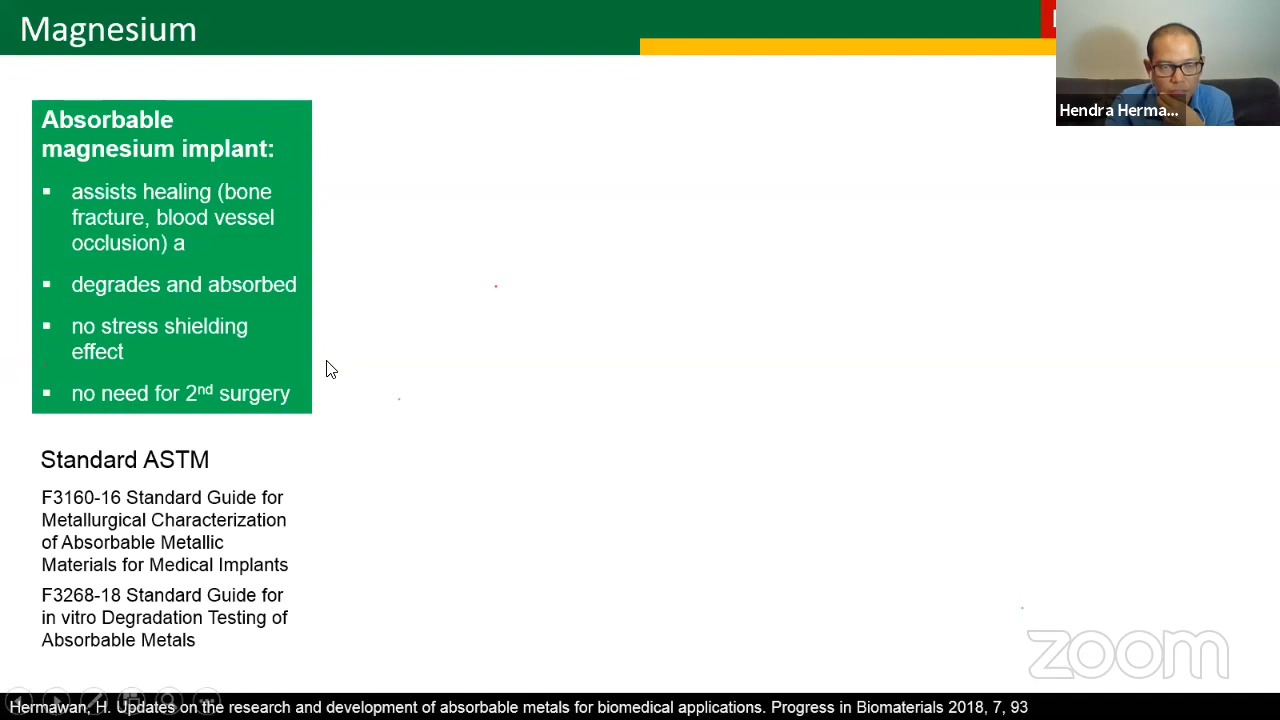 Magnesium
Hendra Herma...
Absorbable
magnesium implant:
▪ assists healing (bone
fracture, blood vessel
occlusion) a
▪ degrades and absorbed
▪ no stress shielding
effect
▪ no need for 2nd surgery
Standard ASTM
F3160-16 Standard Guide for
Metallurgical Characterization
of Absorbable Metallic
Materials for Medical Implants
F3268-18 Standard Guide for
in vitro Degradation Testing of
Absorbable Metals
zoom
Hermawan, H. Updates on the research and development of absorbable metals for biomedical applications. Progress in Biomaterials 2018, 7, 93